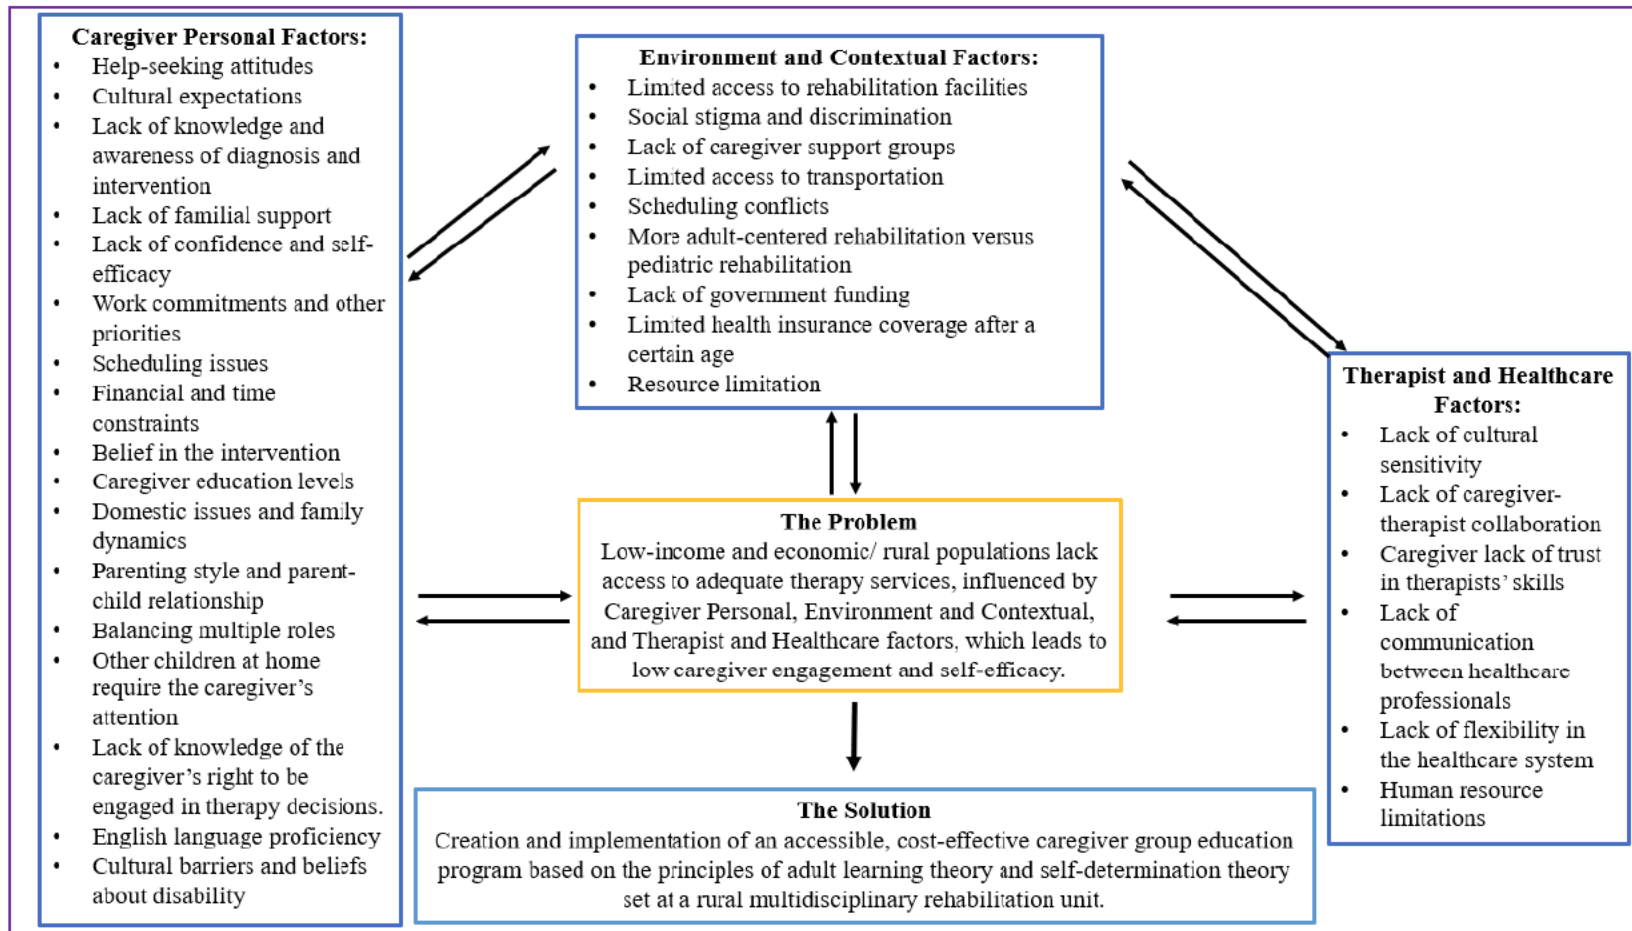 Caregiver Personal Factors:
• Help-seeking attitudes
• Cultural expectations
• Lack of knowledge and
awareness of diagnosis and
intervention
• Lack of familial support
• Lack of confidence and self-
efficacy
• Work commitments and other
priorities
• Scheduling issues
• Financial and time
constraints
• Belief in the intervention
• Caregiver education levels
• Domestic issues and family
dynamics
• Parenting style and parent-
child relationship
• Balancing multiple roles
• Other children at home
require the caregiver's
attention
• Lack of knowledge of the
caregiver's right to be
engaged in therapy decisions.
• English language proficiency
• Cultural barriers and beliefs
about disability
Environment and Contextual Factors:
• Limited access to rehabilitation facilities
• Social stigma and discrimination
• Lack of caregiver support groups
• Limited access to transportation
• Scheduling conflicts
• More adult-centered rehabilitation versus
pediatric rehabilitation
• Lack of government funding
• Limited health insurance coverage after a
certain age
• Resource limitation
The Problem
Low-income and economic/ rural populations lack
access to adequate therapy services, influenced by
Caregiver Personal, Environment and Contextual,
and Therapist and Healthcare factors, which leads to
low caregiver engagement and self-efficacy.
The Solution
Creation and implementation of an accessible, cost-effective caregiver group education
program based on the principles of adult learning theory and self-determination theory
set at a rural multidisciplinary rehabilitation unit.
Therapist and Healthcare
Factors:
• Lack of cultural
sensitivity
• Lack of caregiver-
therapist collaboration
• Caregiver lack of trust
in therapists' skills
• Lack of
communication
between healthcare
professionals
• Lack of flexibility in
the healthcare system
• Human resource
limitations